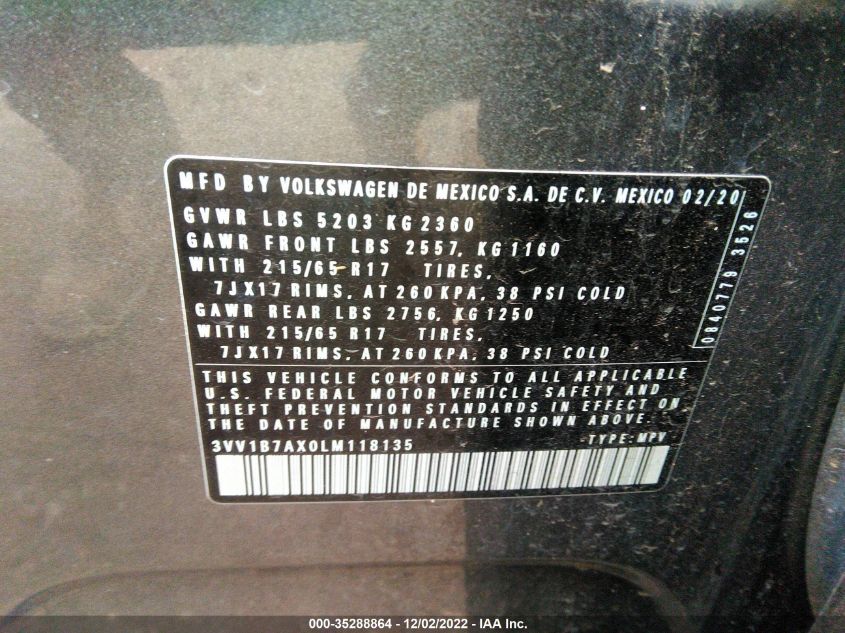 MFD BY VOLKSWAGEN DE MEXICO S.A. DE C.V. MEXICO 02/20
GVWR LBS 5203 KG 2360
GAWR FRONT LBS 2557, KG 1160
WITH 215/65 R17 TIRES,
7JX17 RIMS, AT 260 KPA, 38 PSI COLD
GAWR REAR LBS 2756, KG 1250
WITH 215/65 R17 TIRES,
7JX17 RIMS, AT 260 KPA, 38 PSI COLD
THIS VEHICLE CONFORMS TO ALL APPLICABLE
U.S. FEDERAL MOTOR VEHICLE SAFETY AND
THEFT PREVENTION STANDARDS IN EFFECT ON
THE DATE OF MANUFACTURE SHOWN ABOVE.
3VV1B7AX0LM118135 TYPE:MPV
0840779 3526
000-35288864 - 12/02/2022 - IAA Inc.